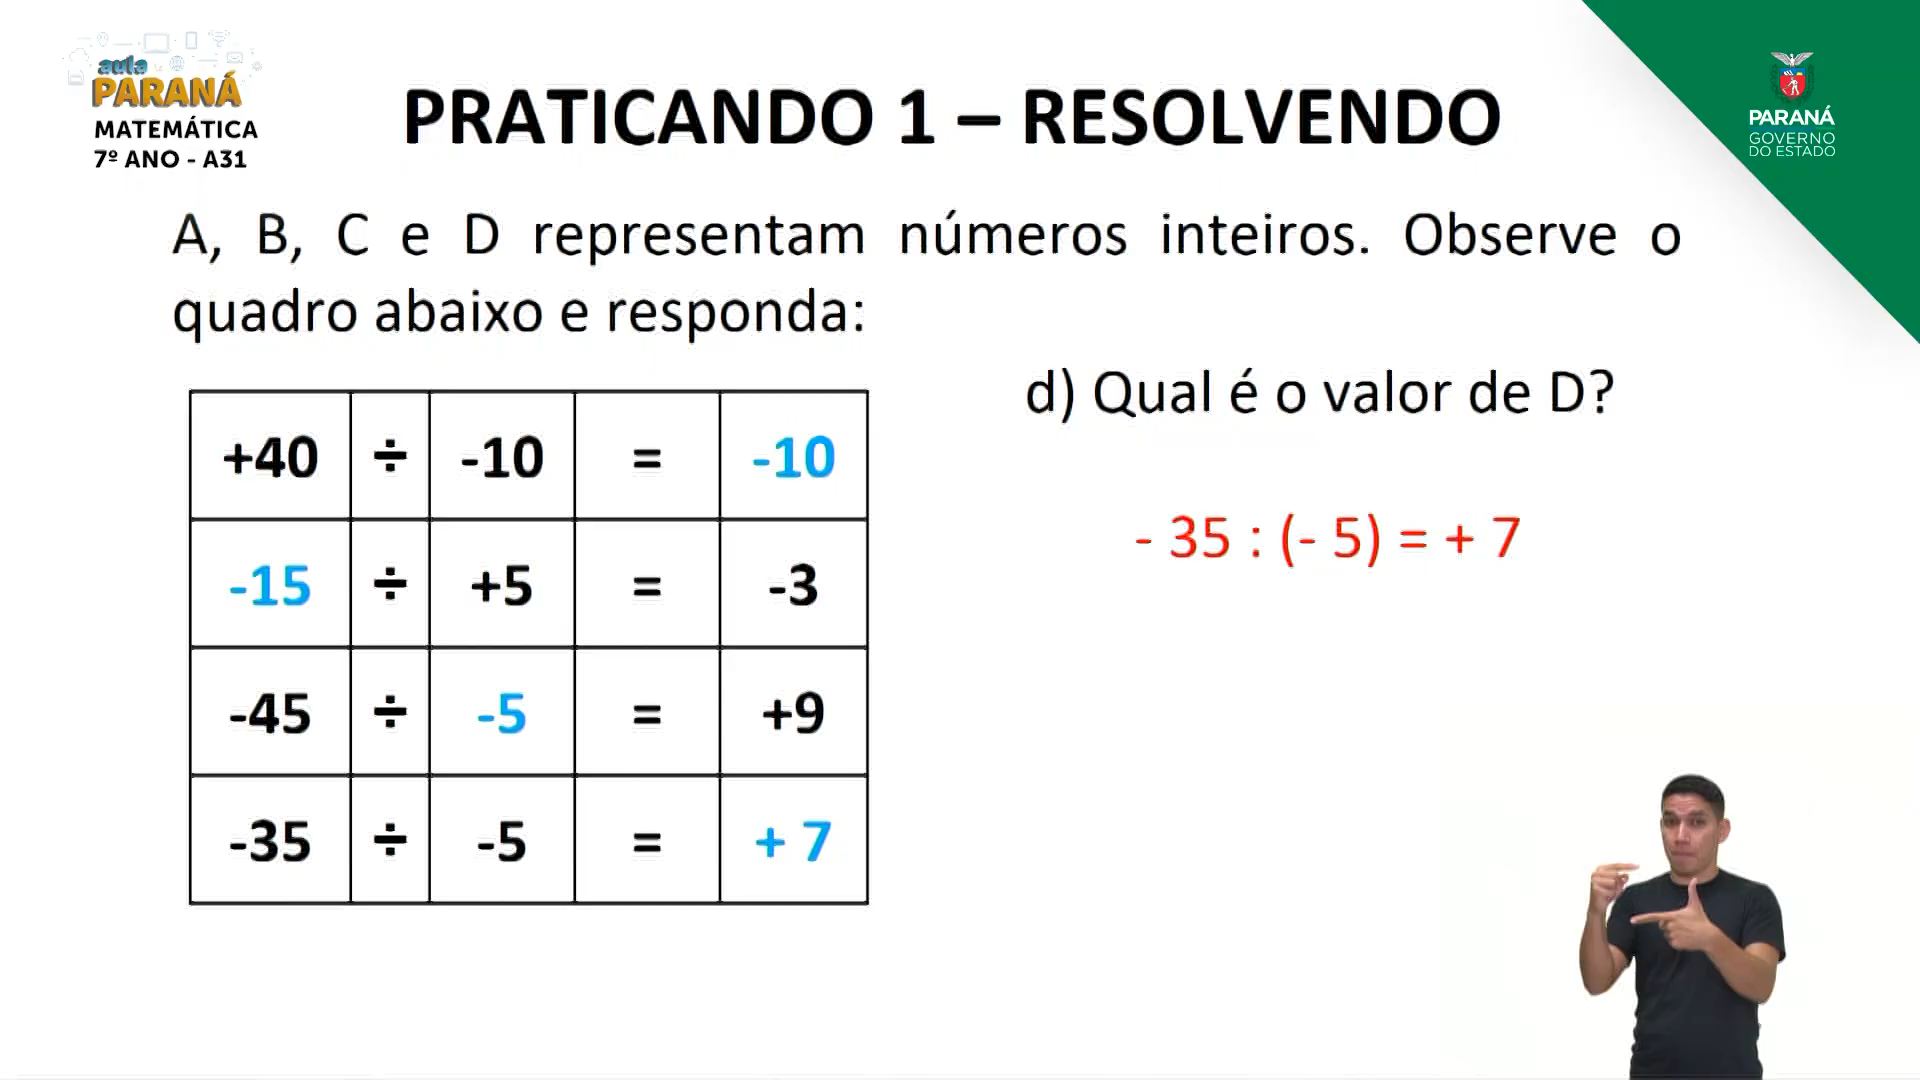 aula
PARANÁ
MATEMÁTICA
7º ANO - A31
PRATICANDO 1 – RESOLVENDO
PARANÁ
GOVERNO
DO ESTADO
A, B, C e D representam números inteiros. Observe o
quadro abaixo e responda:
d) Qual é o valor de D?
- 35 : (- 5) = + 7
+40 ÷ -10 = -10
-15 ÷ +5 = -3
-45 ÷ -5 = +9
-35 ÷ -5 = + 7